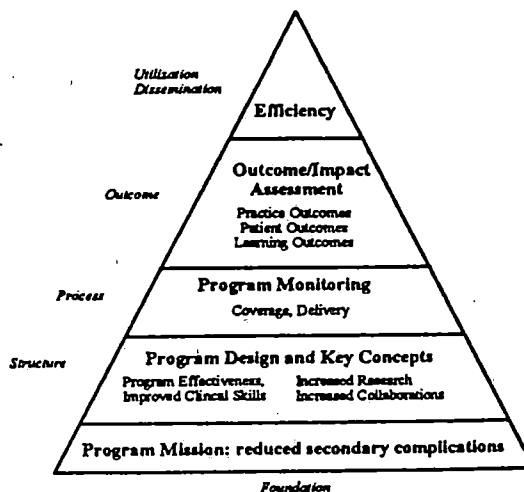 Utilization
Dissemination
Efficiency
Outcome/Impact
Assessment
Outcome
Practice Outcomes
Patient Outcomes
Learning Outcomes
Program Monitoring
Process
Coverage, Delivery
Structure
Program Design and Key Concepts
Program Effectiveness, Increased Research
Improved Clincal Skills Increased Collaborations
Program Mission: reduced secondary complications
Foundation